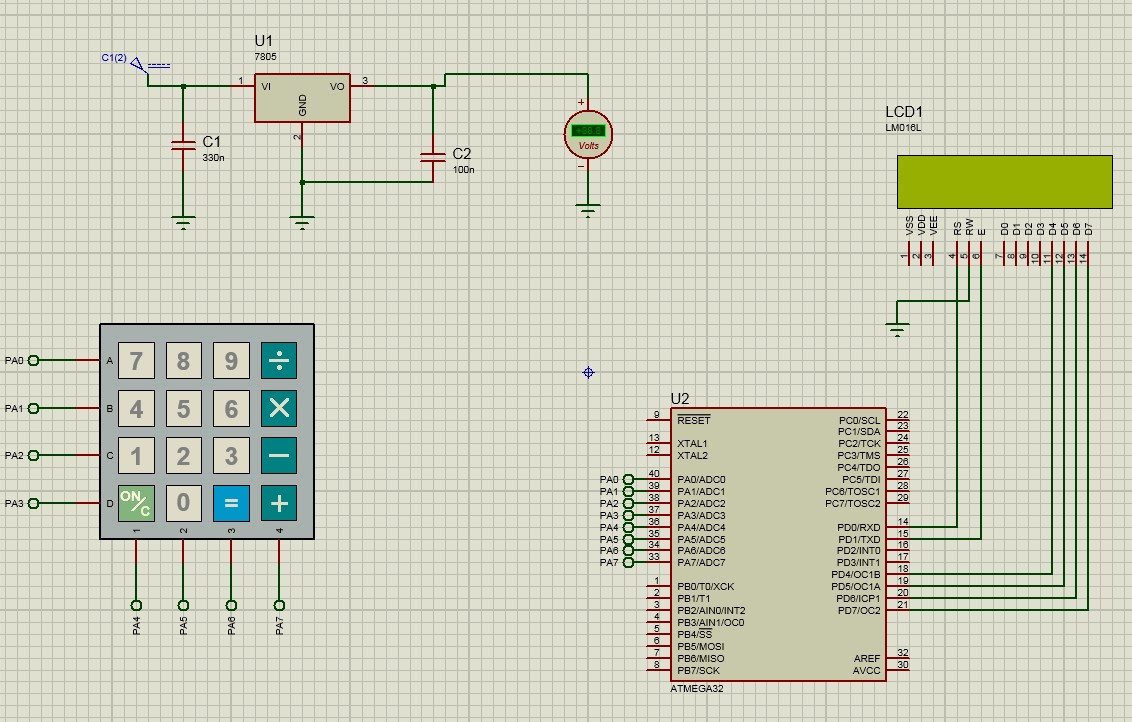 U1
7805
C1(2)
1
VI
VO
3
GND
2
C1
330n
C2
100n
+88.8
Volts
LCD1
LM016L
VSS
VDD
VEE
RS
RW
E
D0
D1
D2
D3
D4
D5
D6
D7
1
2
3
4
5
6
7
8
9
10
11
12
13
14
PA0
A
7
8
9
÷
PA1
B
4
5
6
×
PA2
C
1
2
3
−
PA3
D
ON/C
0
=
+
1
2
3
4
PA4
PA5
PA6
PA7
U2
9
RESET
PC0/SCL
22
PC1/SDA
23
13
XTAL1
PC2/TCK
24
12
XTAL2
PC3/TMS
25
PC4/TDO
26
PA0
40
PA0/ADC0
PC5/TDI
27
PA1
39
PA1/ADC1
PC6/TOSC1
28
PA2
38
PA2/ADC2
PC7/TOSC2
29
PA3
37
PA3/ADC3
PA4
36
PA4/ADC4
PD0/RXD
14
PA5
35
PA5/ADC5
PD1/TXD
15
PA6
34
PA6/ADC6
PD2/INT0
16
PA7
33
PA7/ADC7
PD3/INT1
17
PD4/OC1B
18
1
PB0/T0/XCK
PD5/OC1A
19
2
PB1/T1
PD6/ICP1
20
3
PB2/AIN0/INT2
PD7/OC2
21
4
PB3/AIN1/OC0
5
PB4/SS
6
PB5/MOSI
7
PB6/MISO
AREF
32
8
PB7/SCK
AVCC
30
ATMEGA32